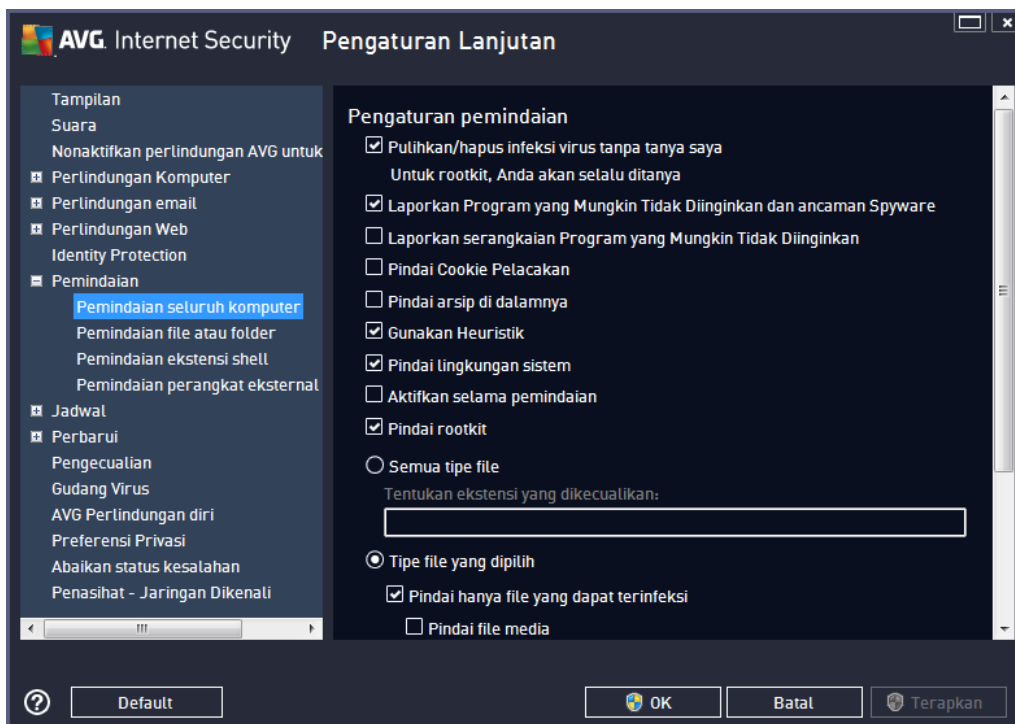 AVG. Internet Security
Pengaturan Lanjutan
Tampilan
Suara
Nonaktifkan perlindungan AVG untuk
Perlindungan Komputer
Perlindungan email
Perlindungan Web
Identity Protection
Pemindaian
Pemindaian seluruh komputer
Pemindaian file atau folder
Pemindaian ekstensi shell
Pemindaian perangkat eksternal
Jadwal
Perbarui
Pengecualian
Gudang Virus
AVG Perlindungan diri
Preferensi Privasi
Abaikan status kesalahan
Penasihat - Jaringan Dikenali
Pengaturan pemindaian
Pulihkan/hapus infeksi virus tanpa tanya saya
Untuk rootkit, Anda akan selalu ditanya
Laporkan Program yang Mungkin Tidak Diinginkan dan ancaman Spyware
Laporkan serangkaian Program yang Mungkin Tidak Diinginkan
Pindai Cookie Pelacakan
Pindai arsip di dalamnya
Gunakan Heuristik
Pindai lingkungan sistem
Aktifkan selama pemindaian
Pindai rootkit
Semua tipe file
Tentukan ekstensi yang dikecualikan:
Tipe file yang dipilih
Pindai hanya file yang dapat terinfeksi
Pindai file media
?
Default
OK
Batal
Terapkan